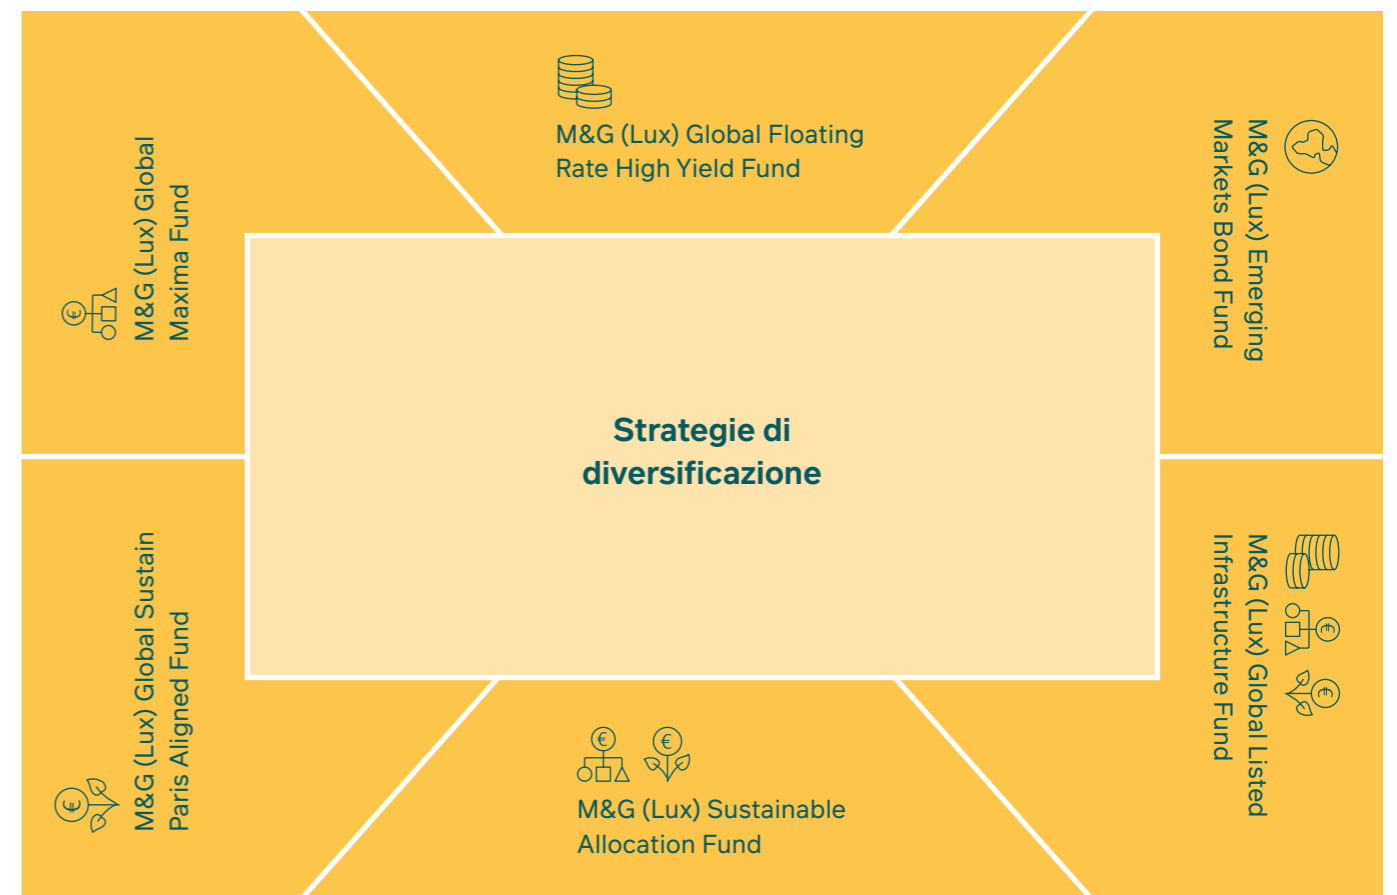 M&G (Lux) Global Floating
Rate High Yield Fund
M&G (Lux) Global
Maxima Fund
M&G (Lux) Emerging
Markets Bond Fund
Strategie di
diversificazione
M&G (Lux) Global Sustain
Paris Aligned Fund
M&G (Lux) Global Listed
Infrastructure Fund
€
€
€
€
€
€
M&G (Lux) Sustainable
Allocation Fund